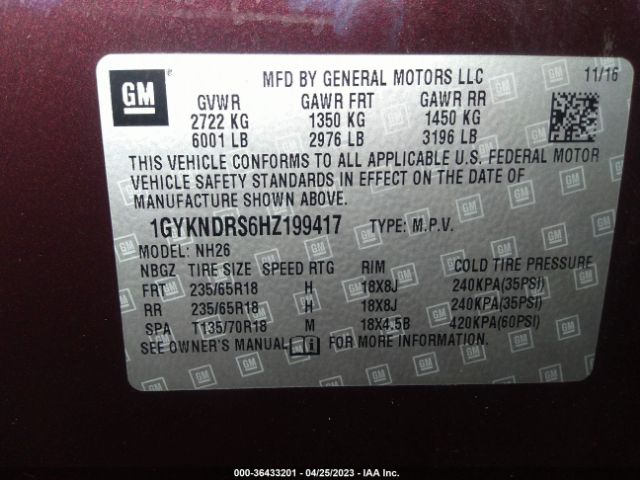 GM
®
MFD BY GENERAL MOTORS LLC 11/16
GVWR GAWR FRT GAWR RR
2722 KG 1350 KG 1450 KG
6001 LB 2976 LB 3196 LB
THIS VEHICLE CONFORMS TO ALL APPLICABLE U.S. FEDERAL MOTOR
VEHICLE SAFETY STANDARDS IN EFFECT ON THE DATE OF
MANUFACTURE SHOWN ABOVE.
1GYKNDRS6HZ199417 TYPE: M.P.V.
MODEL: NH26
NBGZ TIRE SIZE SPEED RTG RIM COLD TIRE PRESSURE
FRT 235/65R18 H 18X8J 240KPA(35PSI)
RR 235/65R18 H 18X8J 240KPA(35PSI)
SPA T135/70R18 M 18X4.5B 420KPA(60PSI)
SEE OWNER'S MANUAL i FOR MORE INFORMATION.
000-36433201 - 04/25/2023 - IAA Inc.